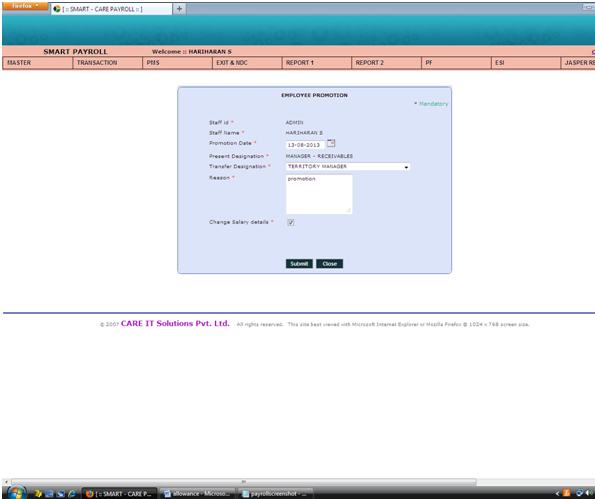 Firefox
[ :: SMART - CARE PAYROLL :: ]
SMART PAYROLL Welcome :: HARIHARAN S
MASTER TRANSACTION PMS EXIT & NDC REPORT 1 REPORT 2 PF ESI JASPER RE
EMPLOYEE PROMOTION
* Mandatory
Staff id * ADMIN
Staff Name * HARIHARAN S
Promotion Date * 13-08-2013
Present Designation * MANAGER - RECEIVABLES
Transfer Designation * TERRITORY MANAGER
Reason * promotion
Change Salary details *
Submit Close
© 2007 CARE IT Solutions Pvt. Ltd. All rights reserved. This site best viewed with Microsoft Internet Explorer or Mozilla Firefox @ 1024 x 768 screen size.
[ :: SMART - CARE P... allowance - Microso... payrollscreenshot - ...